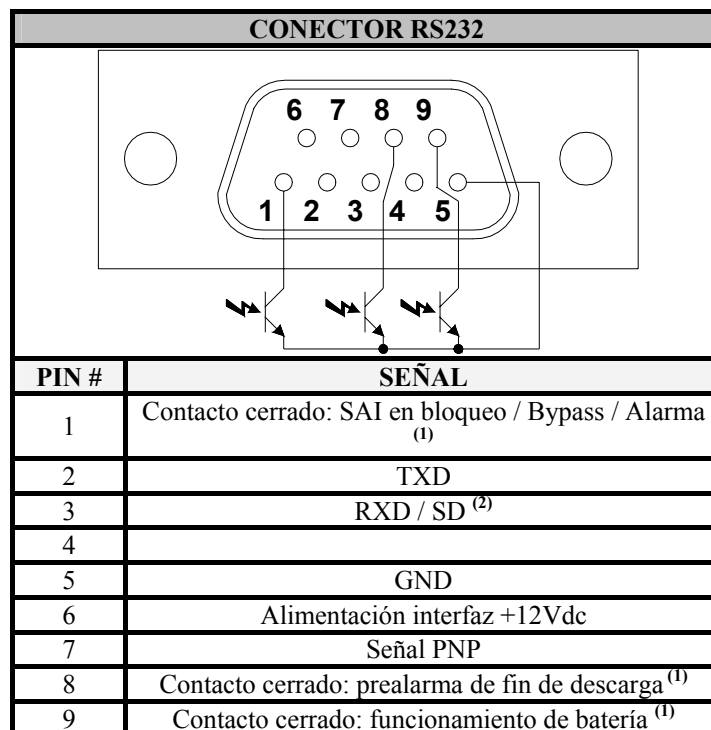 CONECTOR RS232
6 7 8 9
1 2 3 4 5
PIN # SEÑAL
1 Contacto cerrado: SAI en bloqueo / Bypass / Alarma
(1)
2 TXD
3 RXD / SD (2)
4
5 GND
6 Alimentación interfaz +12Vdc
7 Señal PNP
8 Contacto cerrado: prealarma de fin de descarga (1)
9 Contacto cerrado: funcionamiento de batería (1)